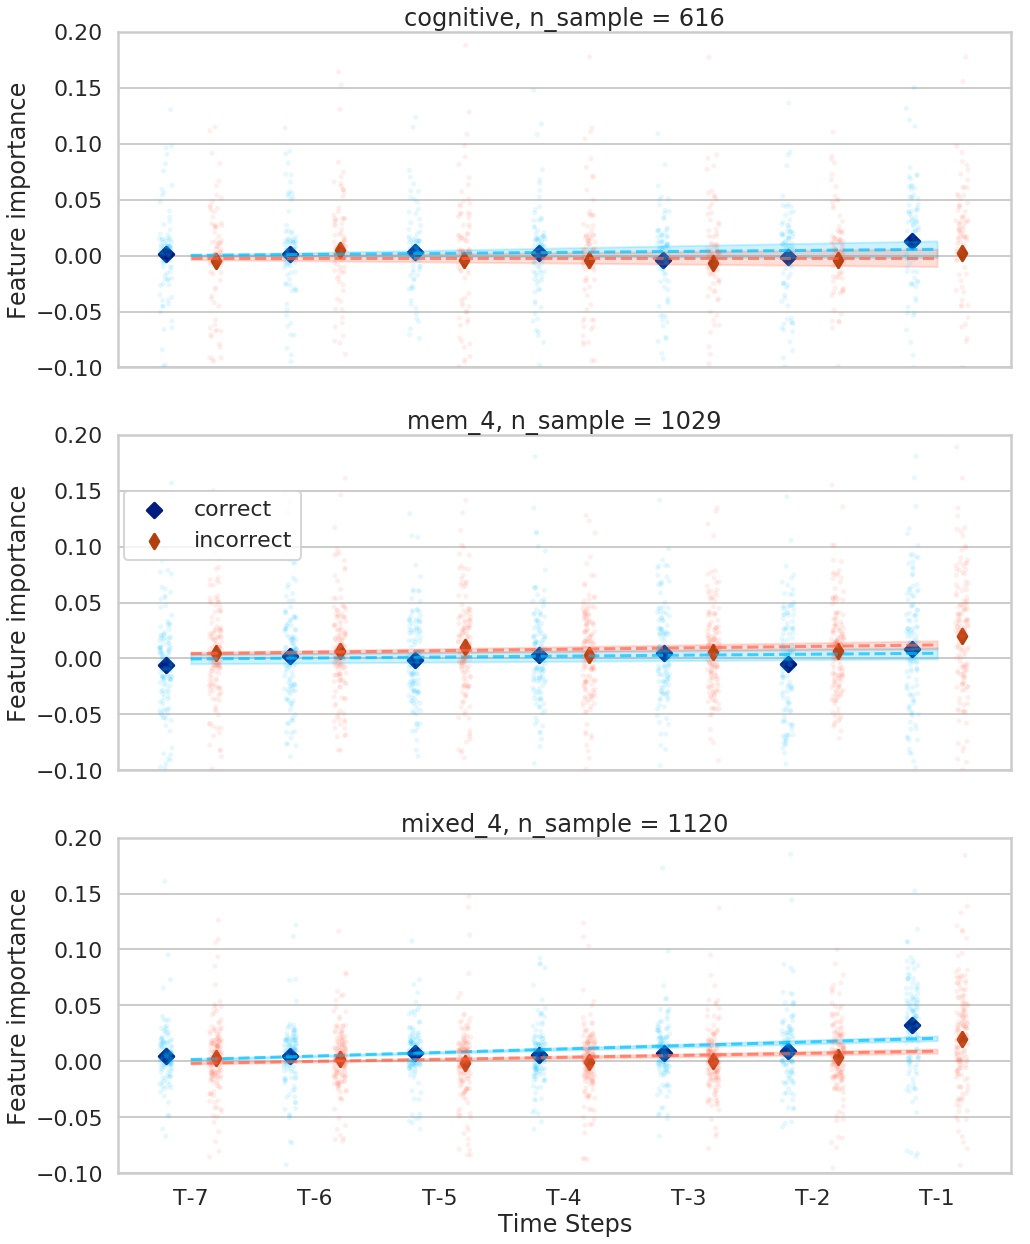 cognitive, n_sample = 616
0.20
0.15
0.10
0.05
0.00
−0.05
−0.10
Feature importance
mem_4, n_sample = 1029
0.20
0.15
0.10
0.05
0.00
−0.05
−0.10
Feature importance
correct
incorrect
mixed_4, n_sample = 1120
0.20
0.15
0.10
0.05
0.00
−0.05
−0.10
Feature importance
T-7 T-6 T-5 T-4 T-3 T-2 T-1
Time Steps